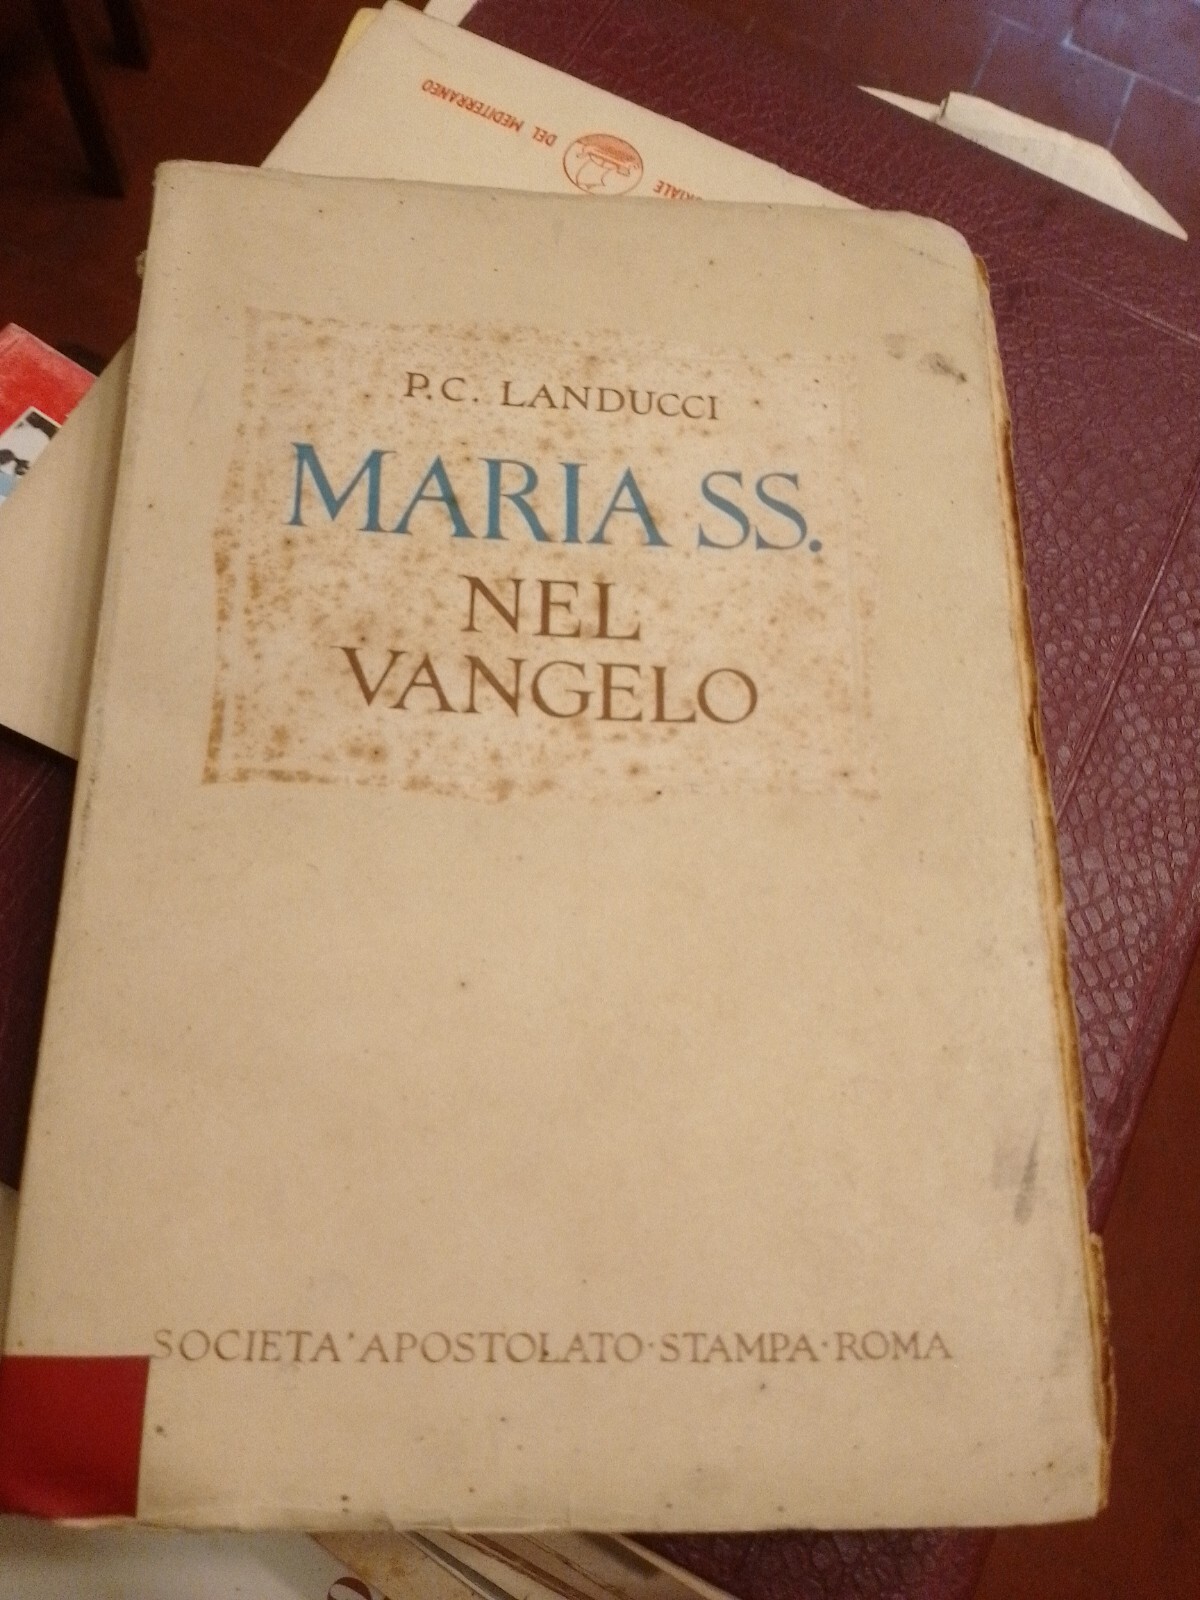 DEL MEDITERRANEO
P.C. LANDUCCI
MARIA SS.
NEL
VANGELO
SOCIETA' APOSTOLATO·STAMPA·ROMA